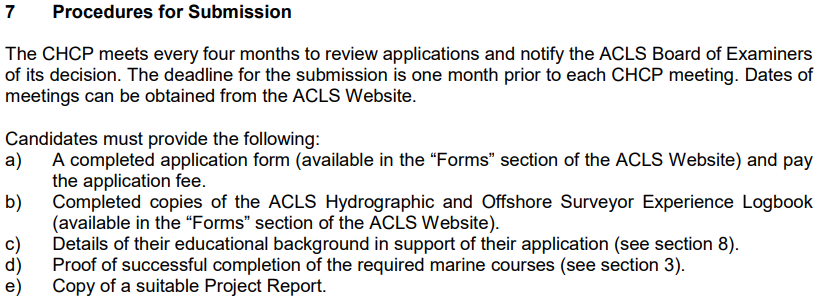 7 Procedures for Submission
The CHCP meets every four months to review applications and notify the ACLS Board of Examiners
of its decision. The deadline for the submission is one month prior to each CHCP meeting. Dates of
meetings can be obtained from the ACLS Website.
Candidates must provide the following:
a) A completed application form (available in the “Forms” section of the ACLS Website) and pay
the application fee.
b) Completed copies of the ACLS Hydrographic and Offshore Surveyor Experience Logbook
(available in the “Forms” section of the ACLS Website).
c) Details of their educational background in support of their application (see section 8).
d) Proof of successful completion of the required marine courses (see section 3).
e) Copy of a suitable Project Report.